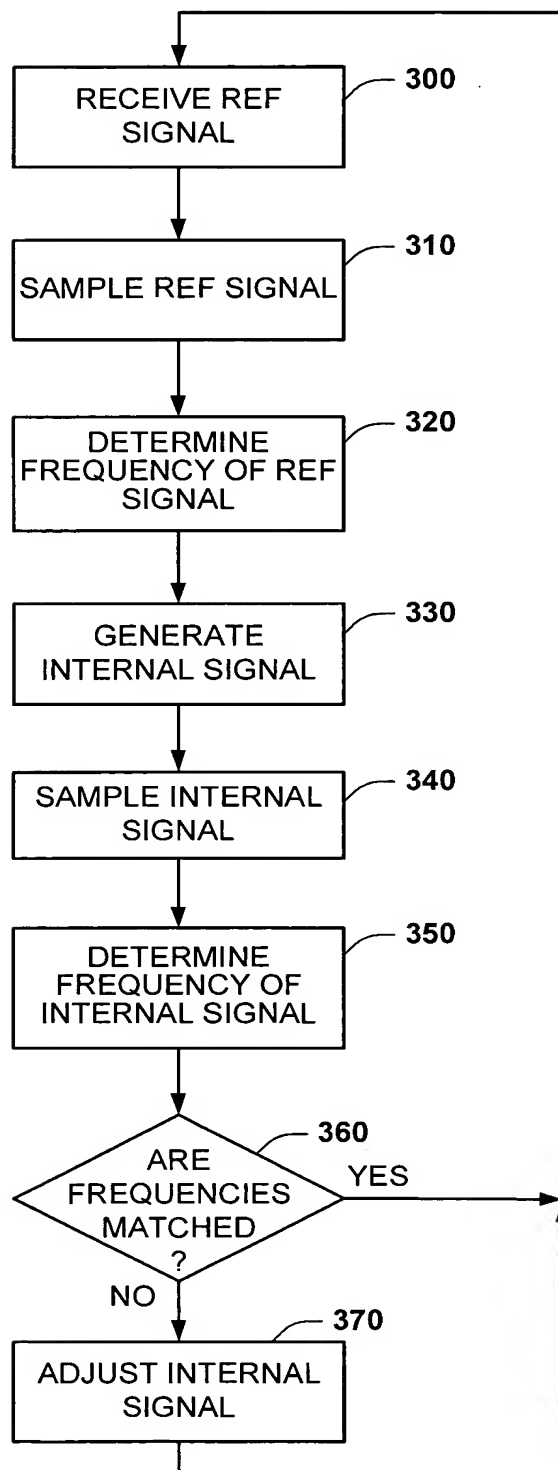 300
RECEIVE REF
SIGNAL
310
SAMPLE REF SIGNAL
320
DETERMINE
FREQUENCY OF REF
SIGNAL
330
GENERATE
INTERNAL SIGNAL
340
SAMPLE INTERNAL
SIGNAL
350
DETERMINE
FREQUENCY OF
INTERNAL SIGNAL
360
ARE
FREQUENCIES
MATCHED
?
YES
NO
370
ADJUST INTERNAL
SIGNAL